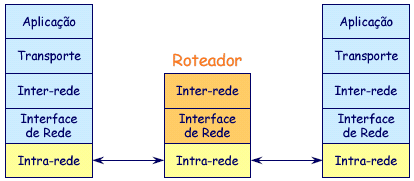 Aplicação
Transporte
Inter-rede
Interface
de Rede
Intra-rede
Roteador
Inter-rede
Interface
de Rede
Intra-rede
Aplicação
Transporte
Inter-rede
Interface
de Rede
Intra-rede